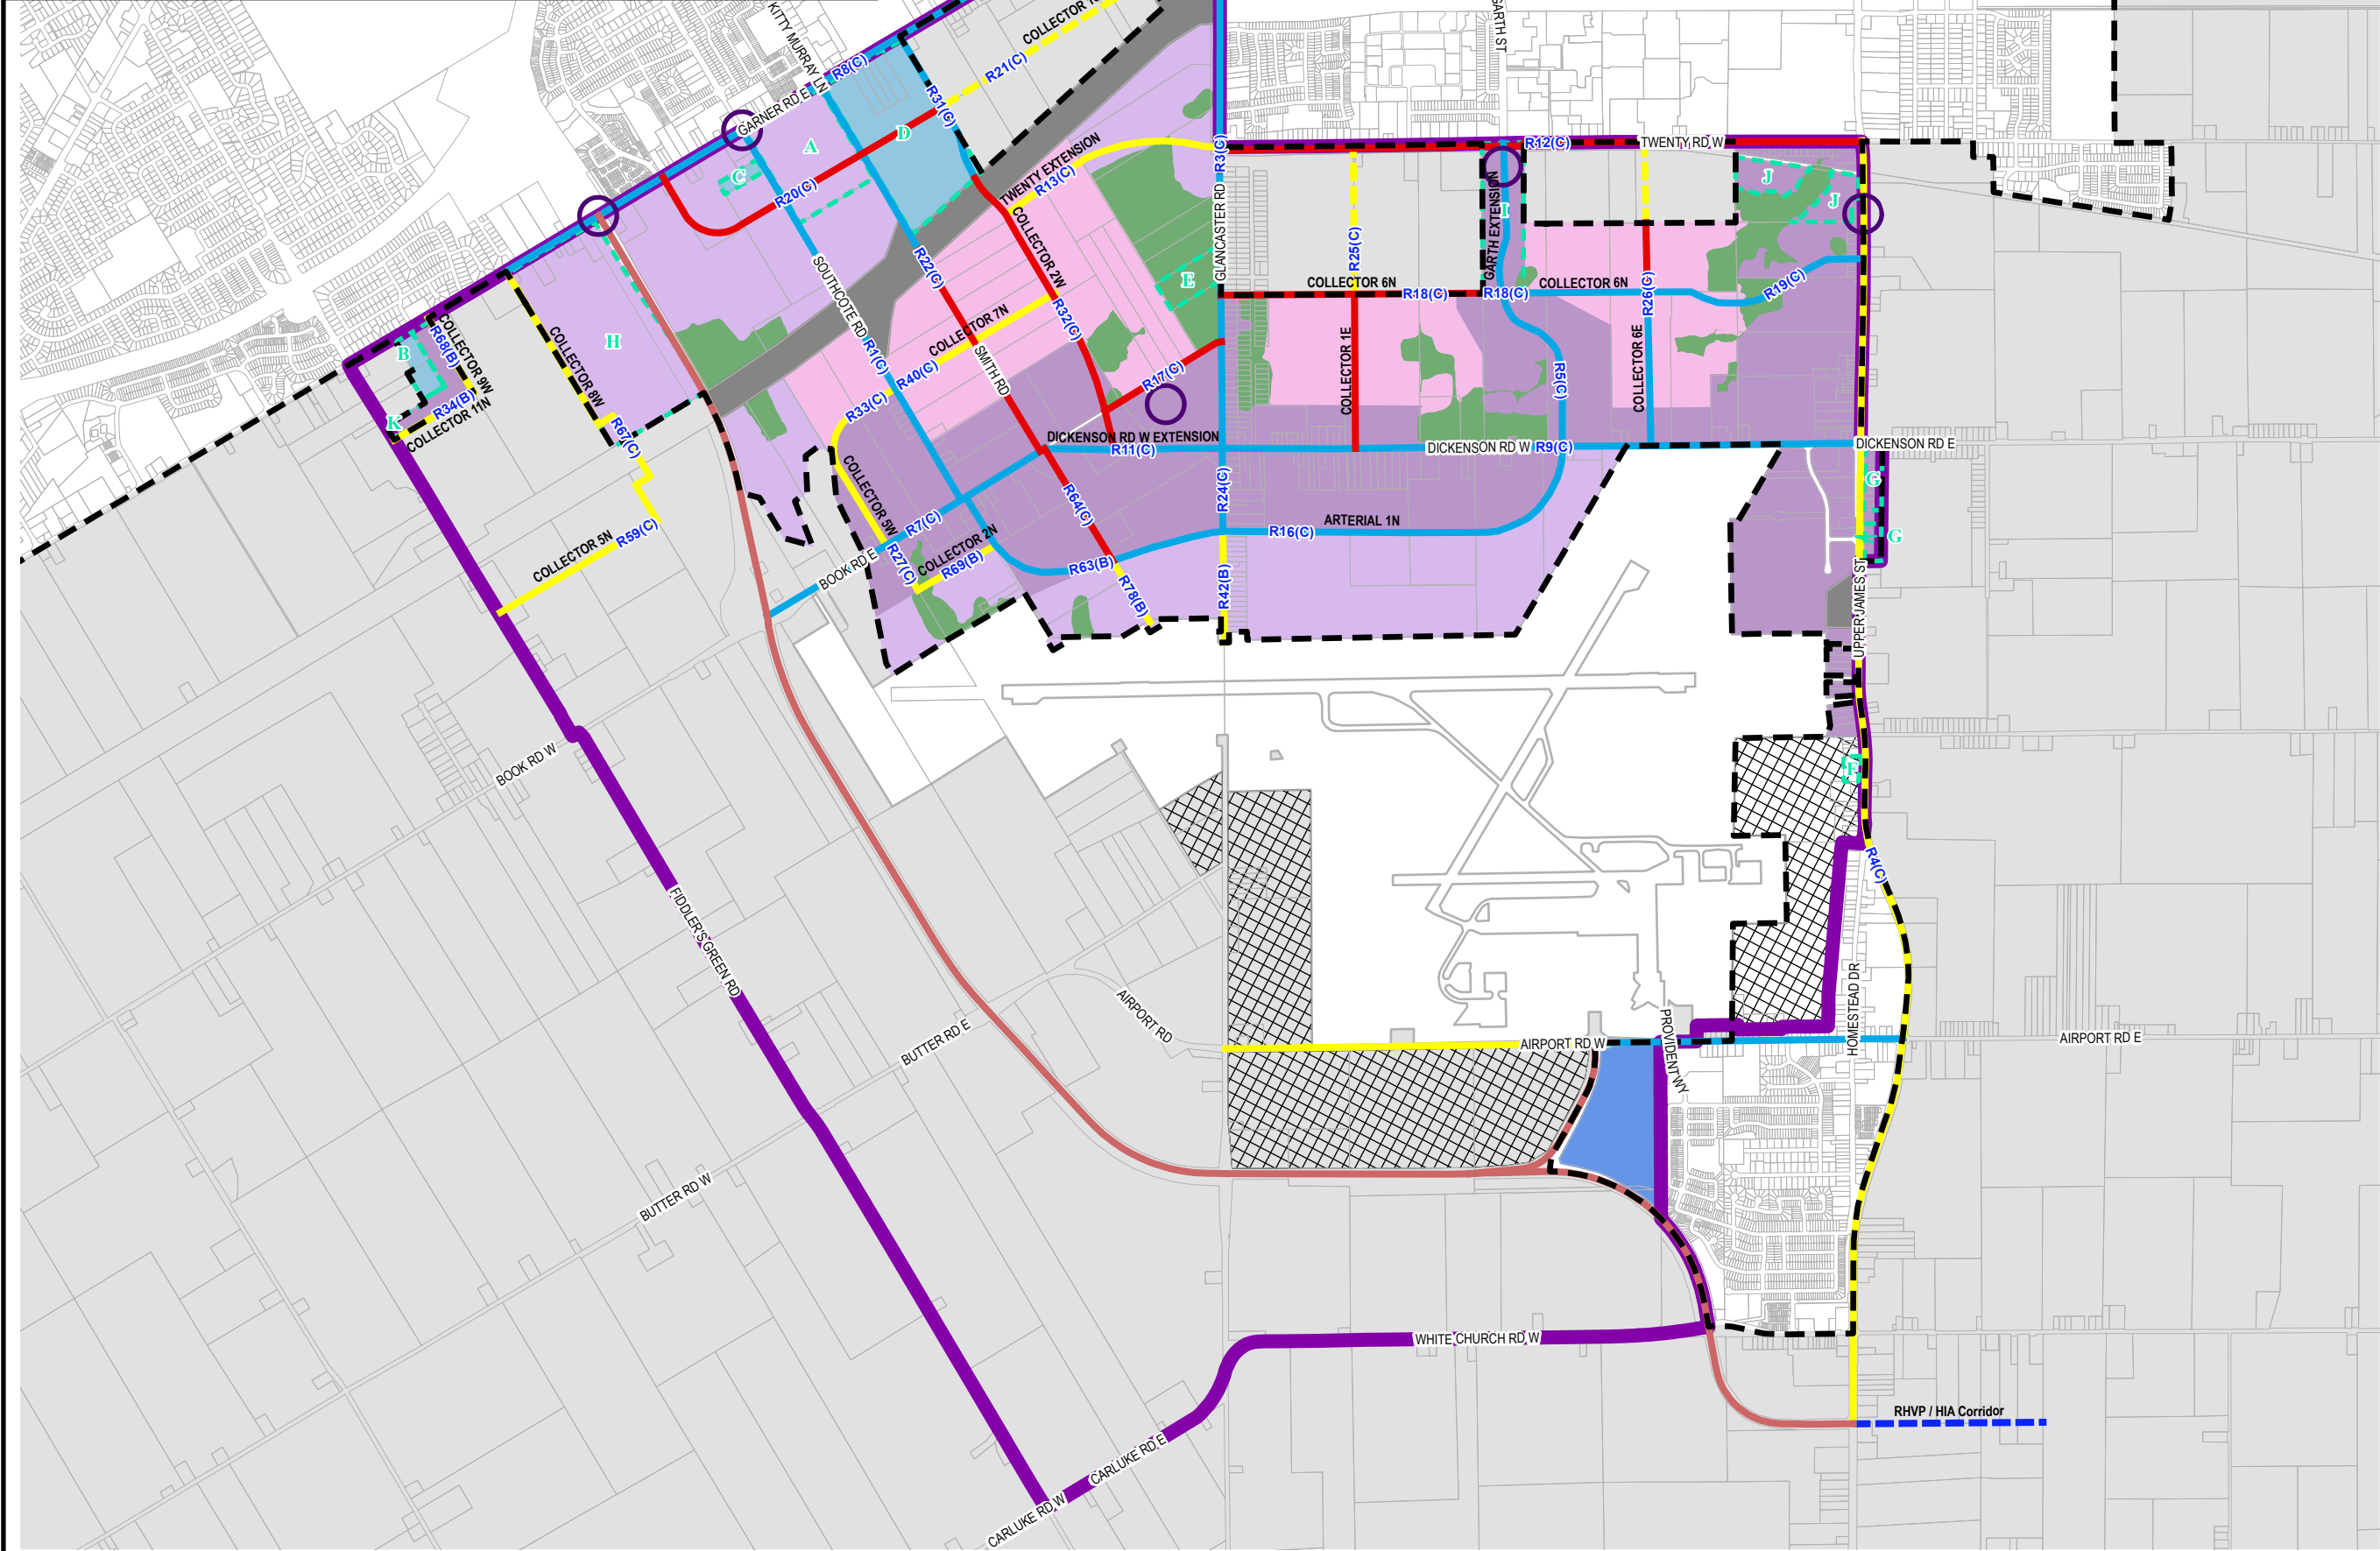 KITTY MURRAY LN
COLLECTOR
GARTH ST
R8(C)
R21(C)
GARNER RD E
R31(C)
D
A
C
R20(C)
TWENTY EXTENSION
R13(C)
R3(C)
R12(C)
TWENTY RD W
J
J
I
GLANCASTER RD
GARTH EXTENSION
COLLECTOR 2W
R22(C)
SOUTHCOTE RD
R25(C)
E
COLLECTOR 6N
R18(C)
R18(C)
COLLECTOR 6N
R26(C)
R19(C)
R32(C)
COLLECTOR 7N
SMITH RD
R1(C)
R40(C)
R33(C)
R17(C)
COLLECTOR 1E
COLLECTOR 6E
R5(C)
H
B
R68(B)
COLLECTOR 9W
COLLECTOR 8W
R34(B)
K
COLLECTOR 11N
R67(C)
DICKENSON RD W EXTENSION
R11(C)
DICKENSON RD W
R9(C)
DICKENSON RD E
COLLECTOR 5W
R64(C)
R24(C)
G
R7(C)
COLLECTOR 5N
R59(C)
BOOK RD E
R27(C)
COLLECTOR 2N
R69(B)
R63(B)
R78(B)
R16(C)
ARTERIAL 1N
R42(B)
G
UPPER JAMES ST
BOOK RD W
F
R4(C)
FIDDLER'S GREEN RD
AIRPORT RD
BUTTER RD E
AIRPORT RD W
PROVIDENT WY
HOMESTEAD DR
AIRPORT RD E
BUTTER RD W
WHITE CHURCH RD W
RHVP / HIA Corridor
CARLUKE RD E
CARLUKE RD W